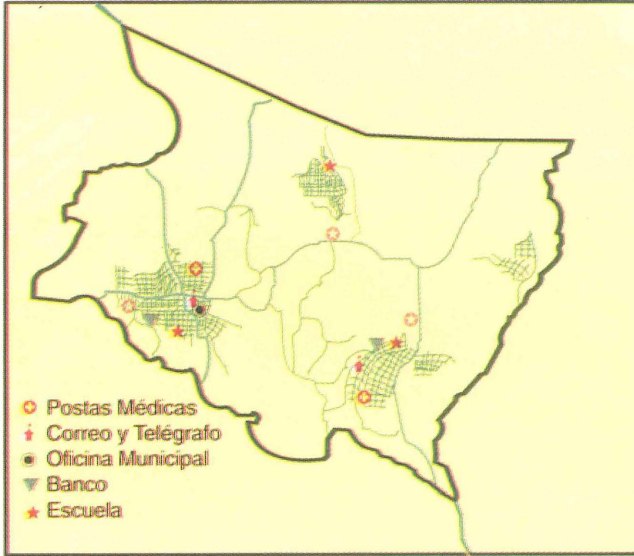 Postas Médicas
Correo y Telégrafo
Oficina Municipal
Banco
Escuela